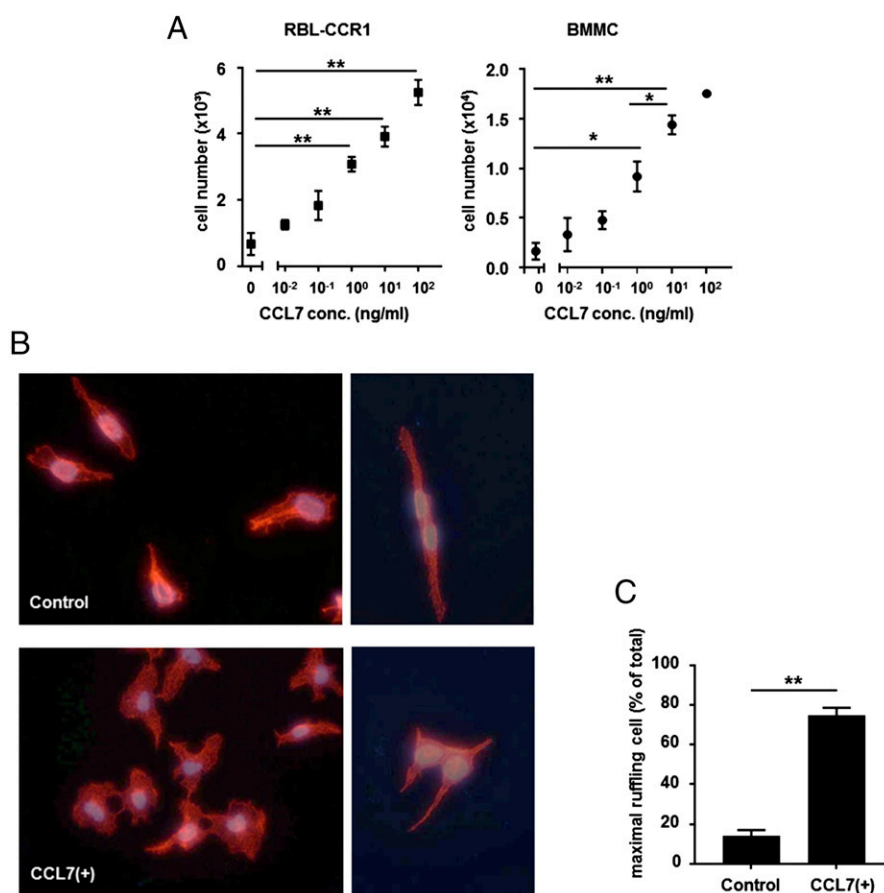 A
RBL-CCR1
BMMC
cell number (x10³)
6
4
2
0
**
**
**
0 10⁻² 10⁻¹ 10⁰ 10¹ 10²
CCL7 conc. (ng/ml)
cell number (x10⁴)
2.0
1.5
1.0
0.5
0.0
**
*
*
0 10⁻² 10⁻¹ 10⁰ 10¹ 10²
CCL7 conc. (ng/ml)
B
Control
CCL7(+)
C
maximal ruffling cell (% of total)
100
80
60
40
20
0
**
Control CCL7(+)